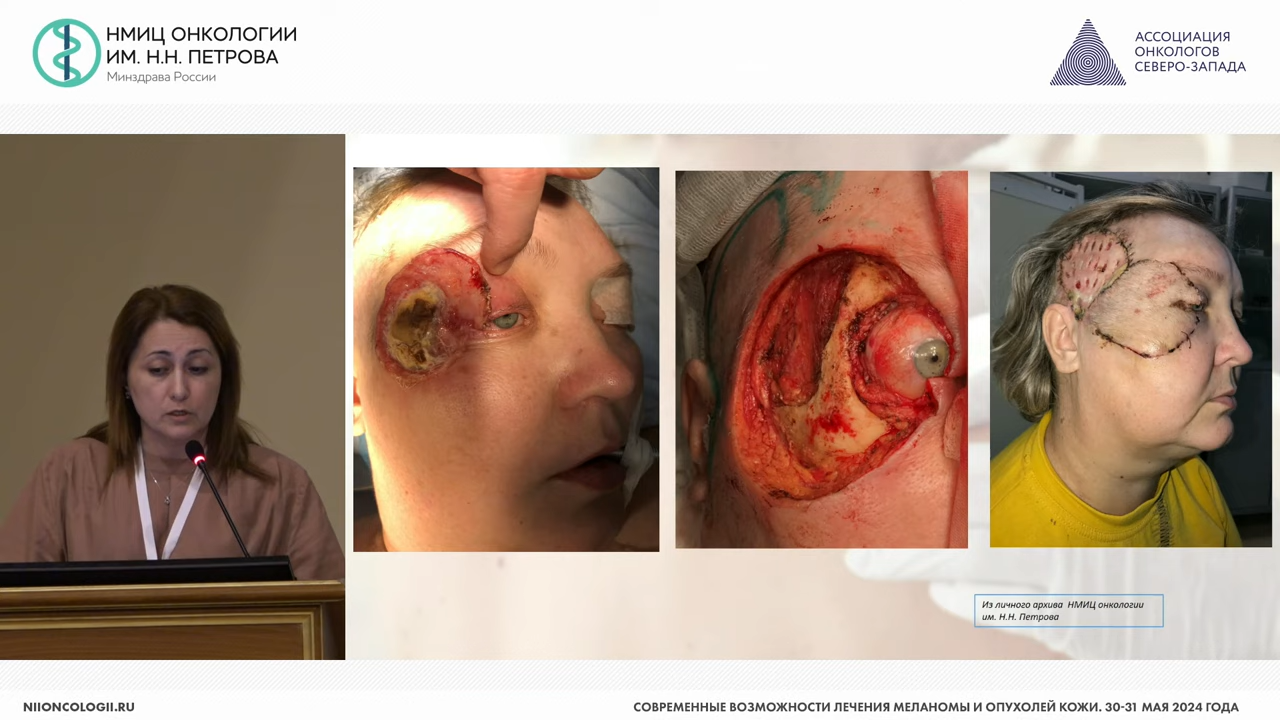 НМИЦ ОНКОЛОГИИ
ИМ. Н.Н. ПЕТРОВА
Минздрава России
АССОЦИАЦИЯ
ОНКОЛОГОВ
СЕВЕРО-ЗАПАДА
Из личного архива НМИЦ онкологии
им. Н.Н. Петрова
NIIONCOLOGII.RU
СОВРЕМЕННЫЕ ВОЗМОЖНОСТИ ЛЕЧЕНИЯ МЕЛАНОМЫ И ОПУХОЛЕЙ КОЖИ. 30-31 МАЯ 2024 ГОДА